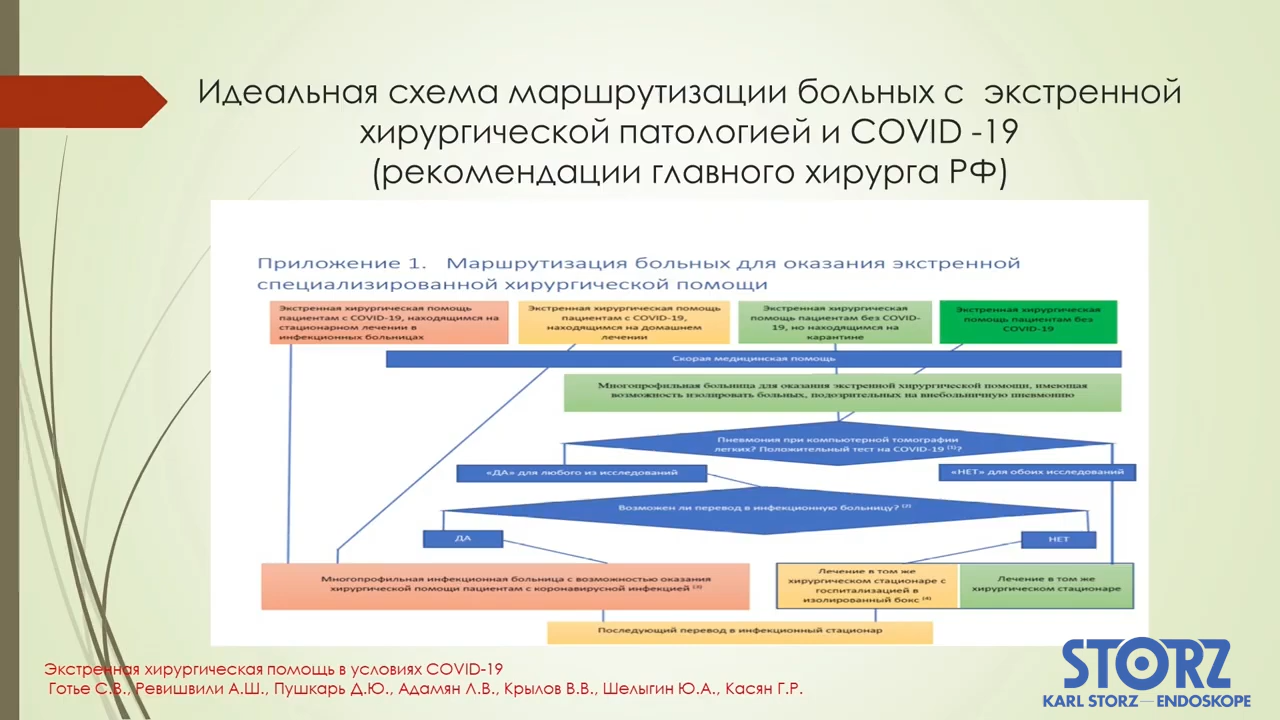 Идеальная схема маршрутизации больных с экстренной
хирургической патологией и COVID -19
(рекомендации главного хирурга РФ)
Приложение 1. Маршрутизация больных для оказания экстренной
специализированной хирургической помощи
Экстренная хирургическая помощь
пациентам с COVID-19, находящимся на
стационарном лечении в
инфекционных больницах
Экстренная хирургическая помощь
пациентам с COVID-19,
находящимся на домашнем
лечении
Экстренная хирургическая
помощь пациентам без COVID-
19, но находящимся на
карантине
Экстренная хирургическая
помощь пациентам без
COVID-19
Скорая медицинская помощь
Многопрофильная больница для оказания экстренной хирургической помощи, имеющая
возможность изолировать больных, подозрительных на внебольничную пневмонию
Пневмония при компьютерной томографии
легких? Положительный тест на COVID-19 (1)?
«ДА» для любого из исследований
«НЕТ» для обоих исследований
Возможен ли перевод в инфекционную больницу? (2)
ДА
НЕТ
Многопрофильная инфекционная больница с возможностью оказания
хирургической помощи пациентам с коронавирусной инфекцией (3)
Лечение в том же
хирургическом стационаре с
госпитализацией в
изолированный бокс (4)
Лечение в том же
хирургическом стационаре
Последующий перевод в инфекционный стационар
Экстренная хирургическая помощь в условиях COVID-19
Готье С.В., Ревишвили А.Ш., Пушкарь Д.Ю., Адамян Л.В., Крылов В.В., Шелыгин Ю.А., Касян Г.Р.
STORZ
KARL STORZ—ENDOSKOPE